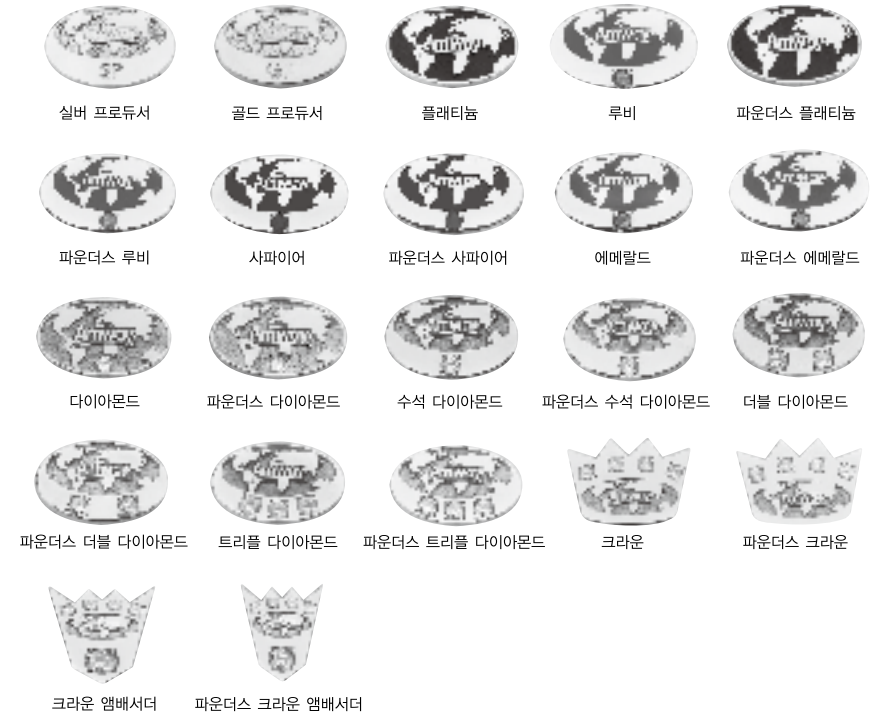 SP
실버 프로듀서 골드 프로듀서 플래티늄 루비 파운더스 플래티늄
파운더스 루비 사파이어 파운더스 사파이어 에메랄드 파운더스 에메랄드
다이아몬드 파운더스 다이아몬드 수석 다이아몬드 파운더스 수석 다이아몬드 더블 다이아몬드
파운더스 더블 다이아몬드 트리플 다이아몬드 파운더스 트리플 다이아몬드 크라운 파운더스 크라운
크라운 앰배서더 파운더스 크라운 앰배서더